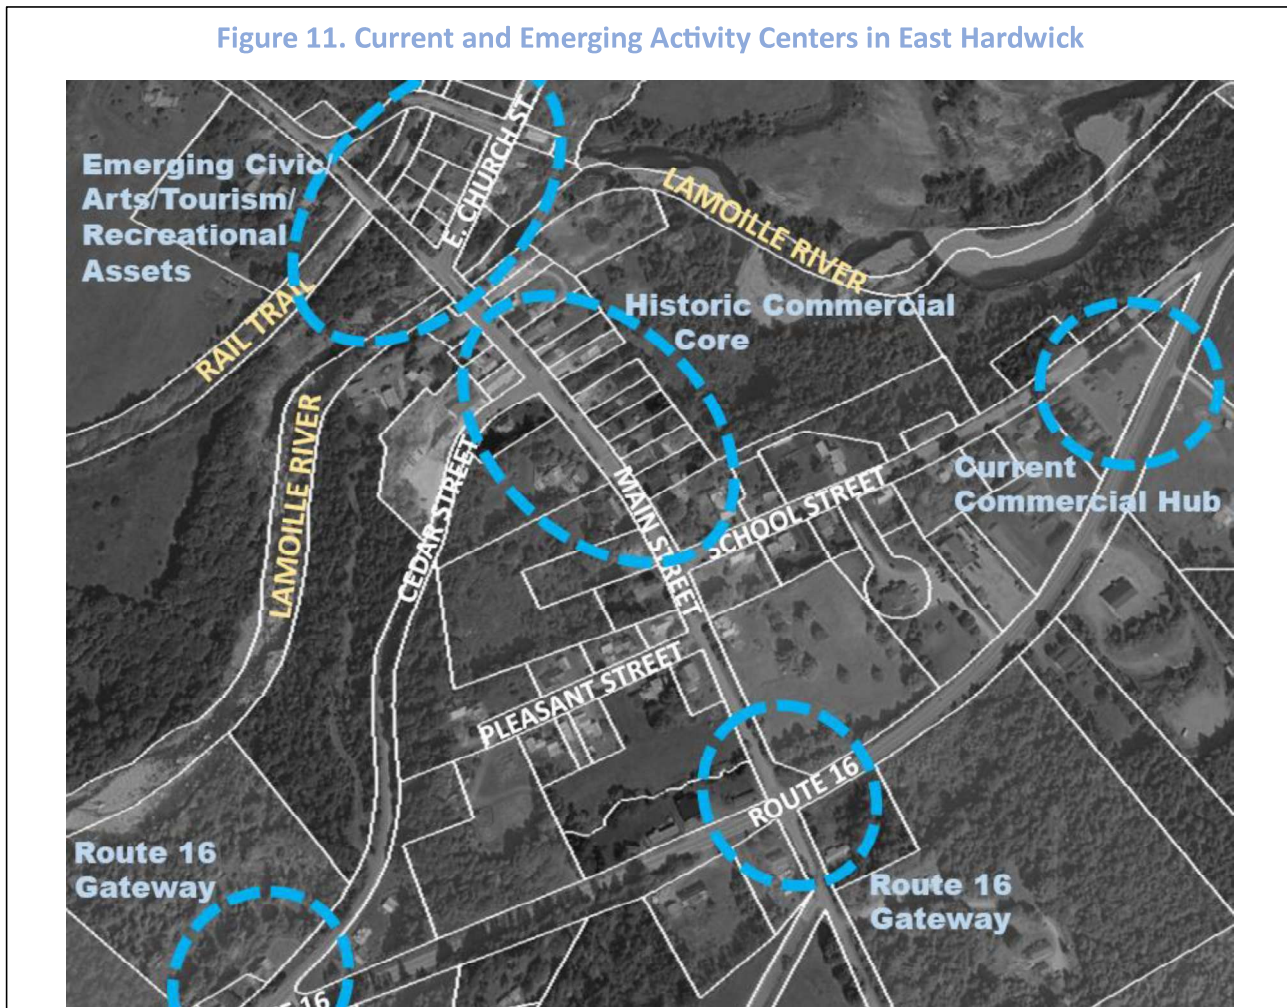 Figure 11. Current and Emerging Activity Centers in East Hardwick
Emerging Civic/
Arts/Tourism/
Recreational
Assets
E. CHURCH ST.
LAMOILLE RIVER
RAIL TRAIL
Historic Commercial
Core
LAMOILLE RIVER
CEDAR STREET
MAIN STREET
SCHOOL STREET
Current
Commercial Hub
PLEASANT STREET
ROUTE 16
Route 16
Gateway
Route 16
Gateway
16